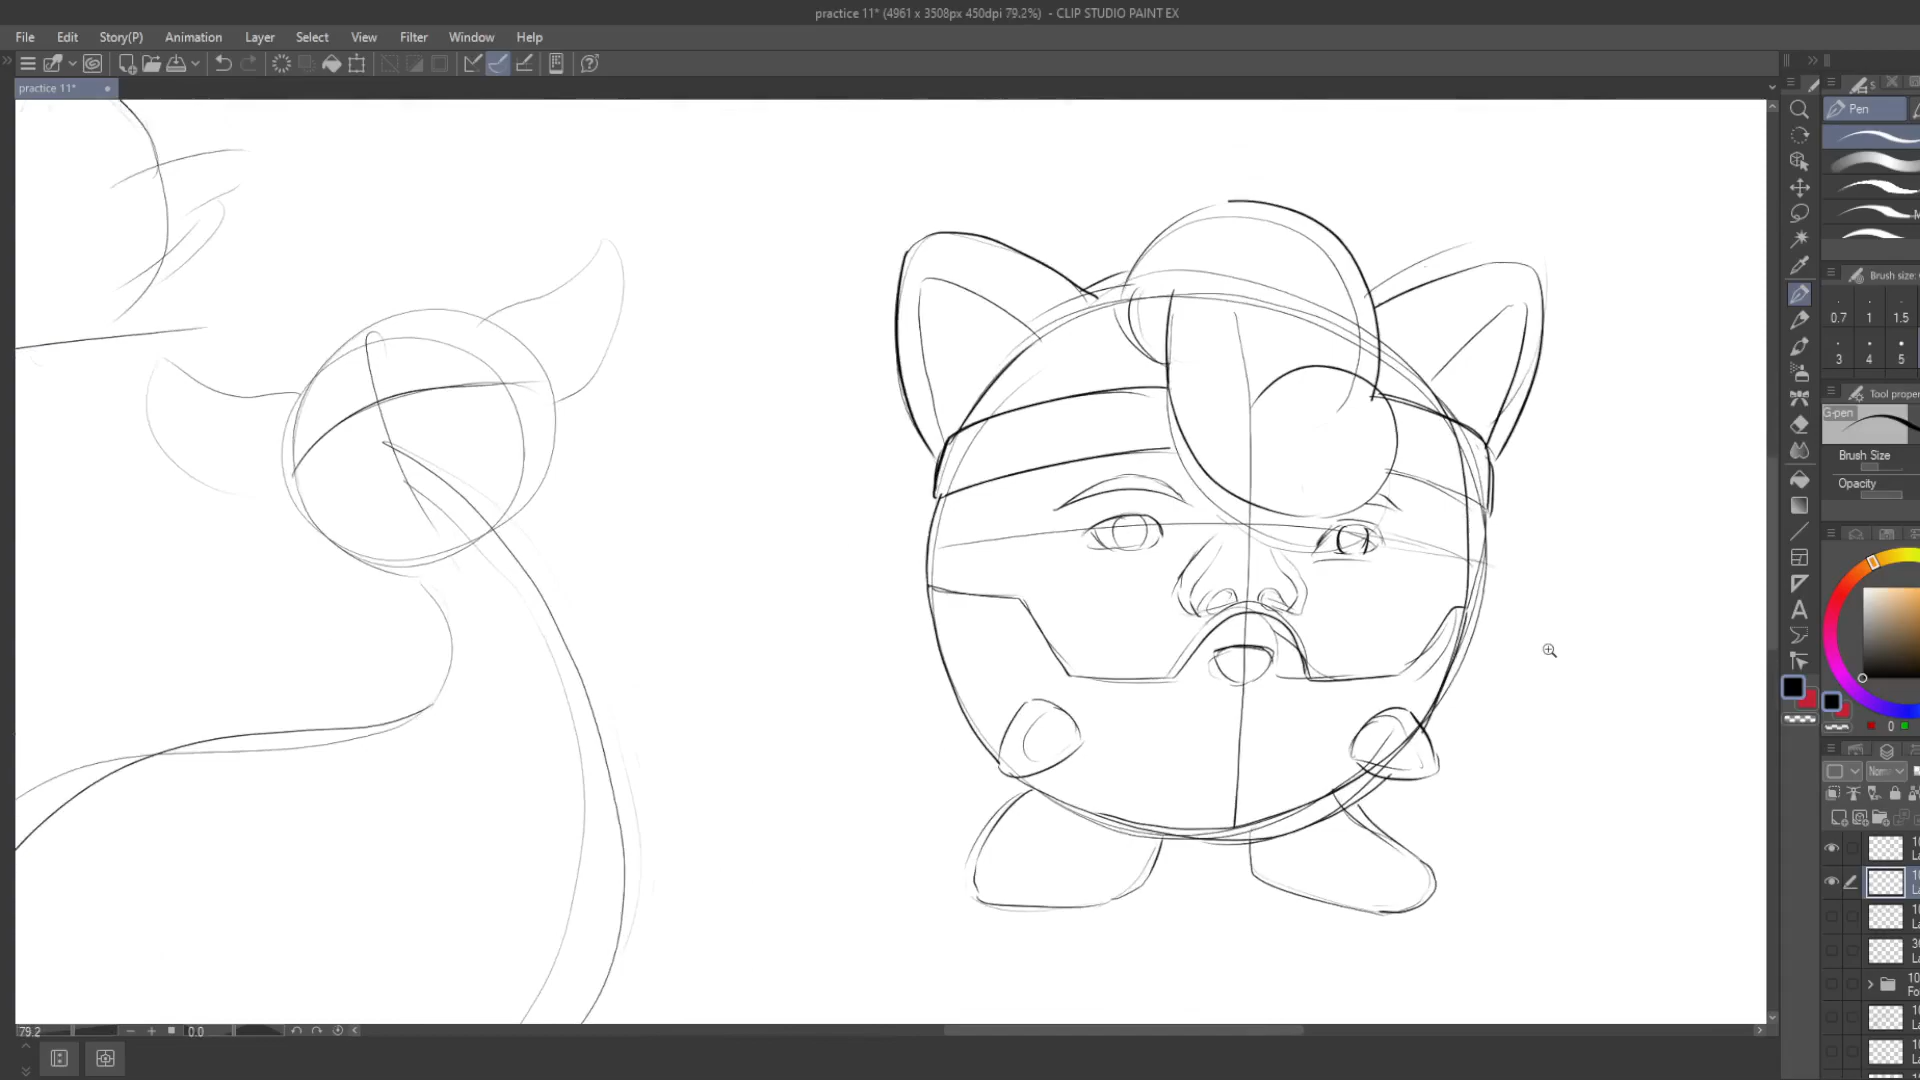 practice 11* (4961 x 3508px 450dpi 79.2%) - CLIP STUDIO PAINT EX
File Edit Story(P) Animation Layer Select View Filter Window Help
practice 11*
Pen
Brush size:
0.7 1 1.5
3 4 5
Tool proper
G-pen
Brush Size
Opacity
0
Norm
79.2 0.0